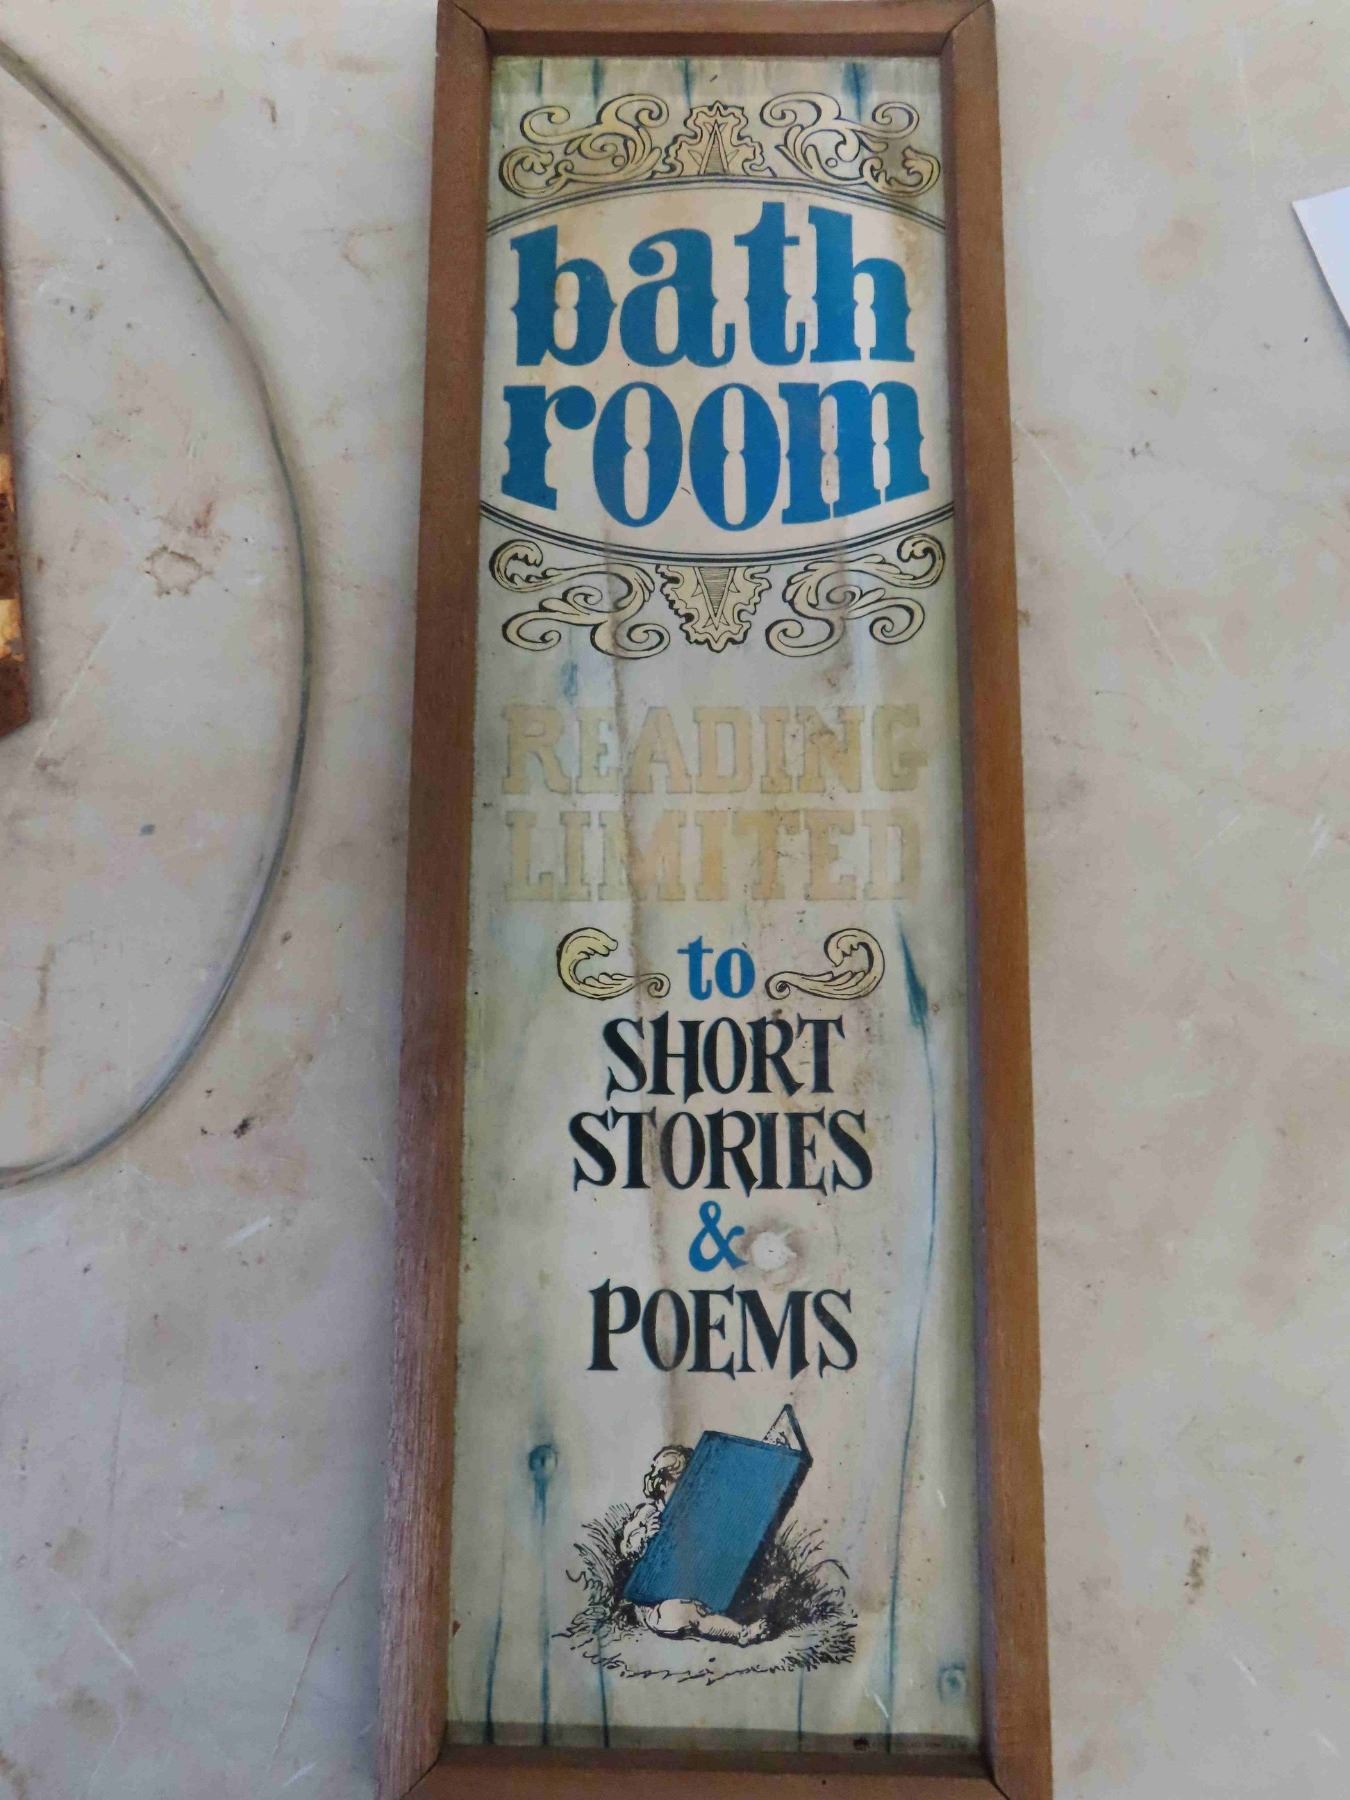 bath
room
READING
LIMITED
to
SHORT
STORIES
&
POEMS